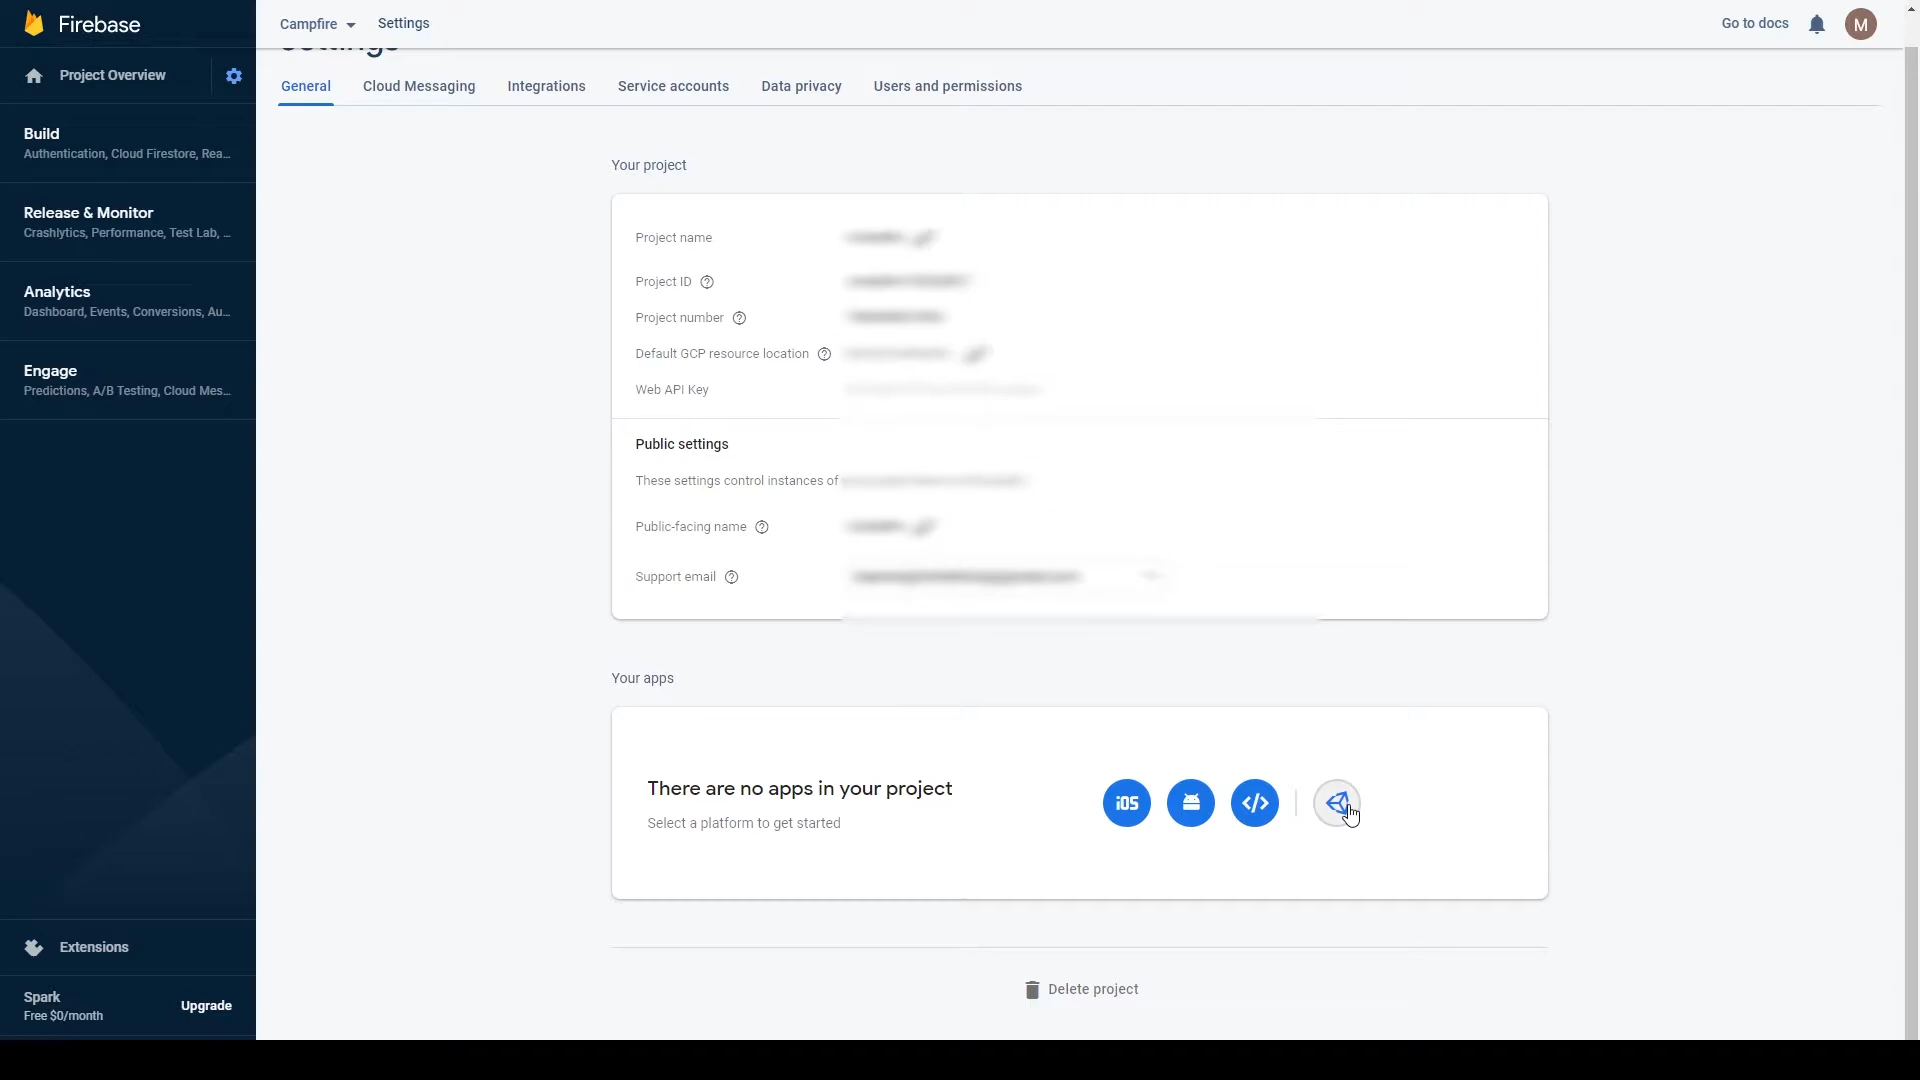 Firebase
Campfire
Settings
Go to docs
M
Settings
Project Overview
General
Cloud Messaging
Integrations
Service accounts
Data privacy
Users and permissions
Build
Authentication, Cloud Firestore, Rea...
Release & Monitor
Crashlytics, Performance, Test Lab, ...
Analytics
Dashboard, Events, Conversions, Au...
Engage
Predictions, A/B Testing, Cloud Mes...
Your project
Project name
Project ID
Project number
Default GCP resource location
Web API Key
Public settings
These settings control instances of
Public-facing name
Support email
Your apps
There are no apps in your project
Select a platform to get started
iOS
</>
Extensions
Spark
Free $0/month
Upgrade
Delete project